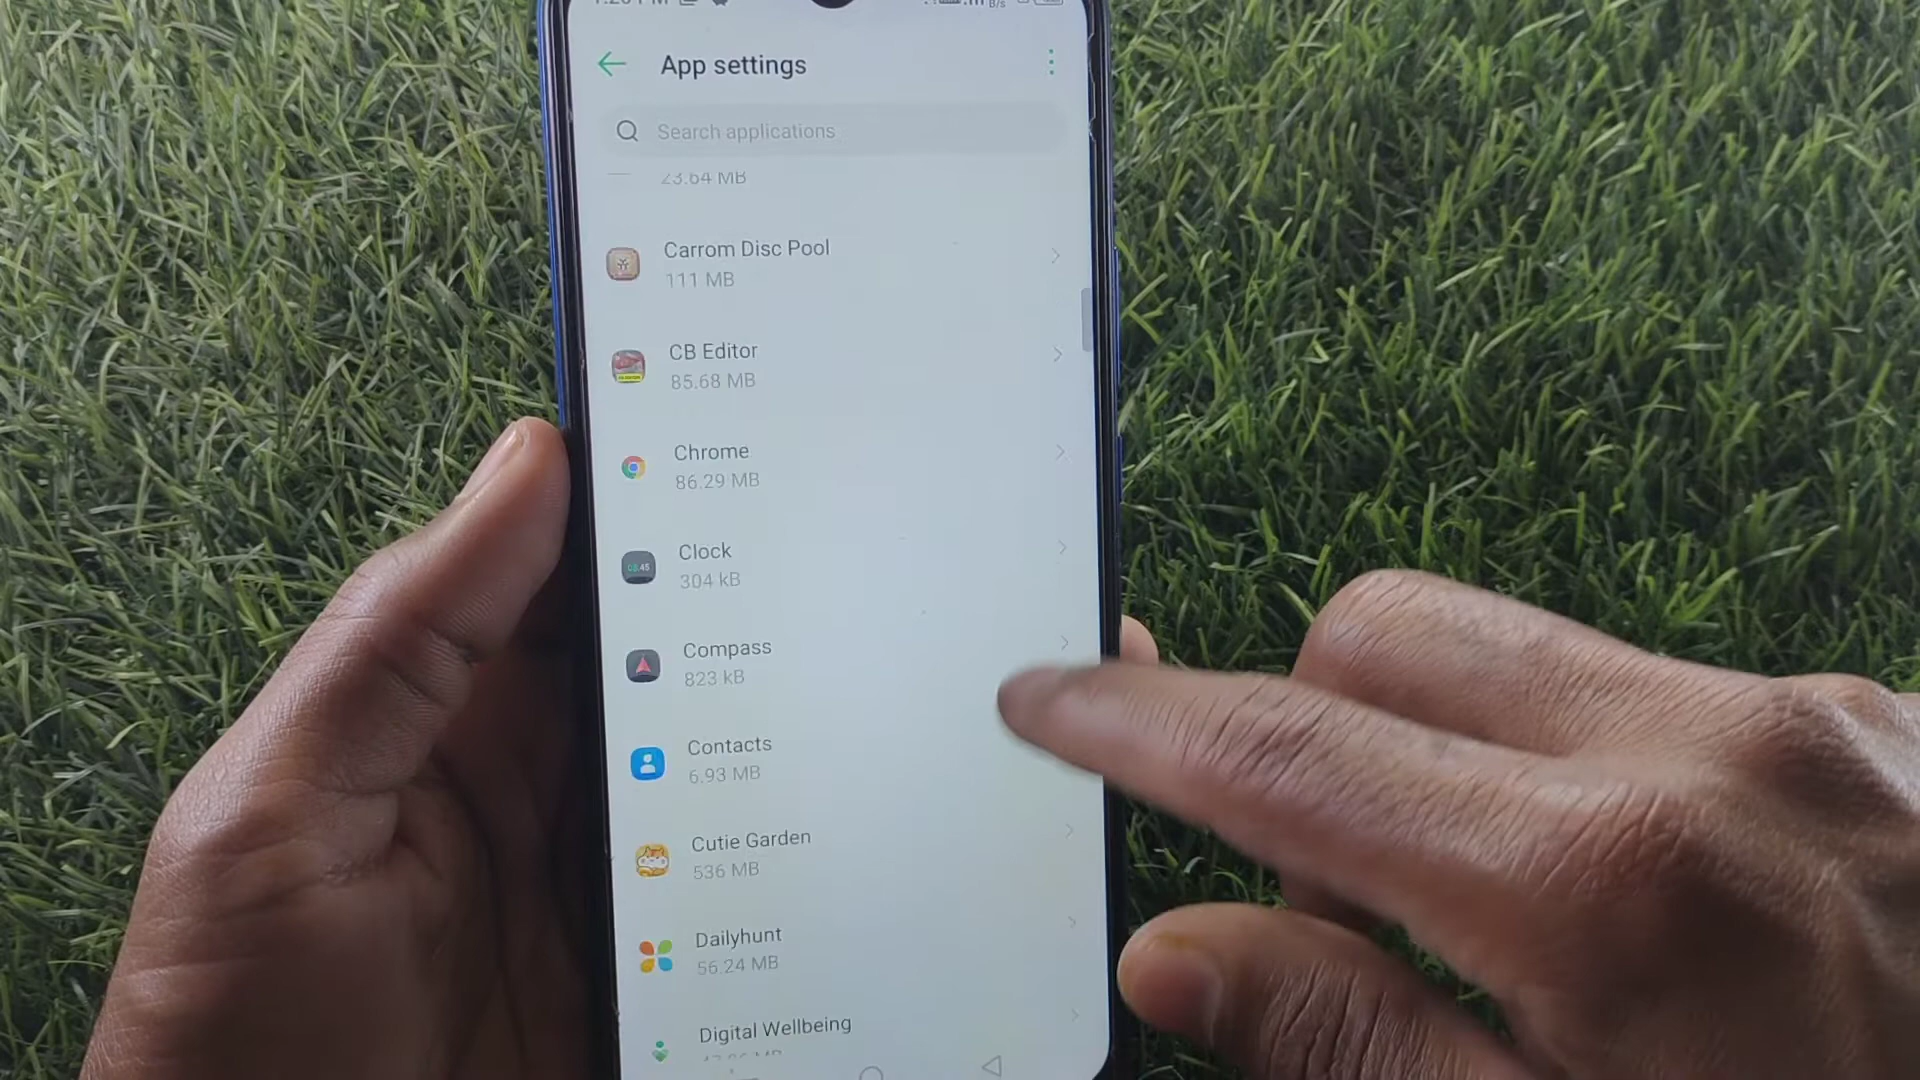 App settings
Search applications
23.64 MB
Carrom Disc Pool
111 MB
CB Editor
85.68 MB
Chrome
86.29 MB
Clock
304 kB
Compass
823 kB
Contacts
6.93 MB
Cutie Garden
536 MB
Dailyhunt
56.24 MB
Digital Wellbeing